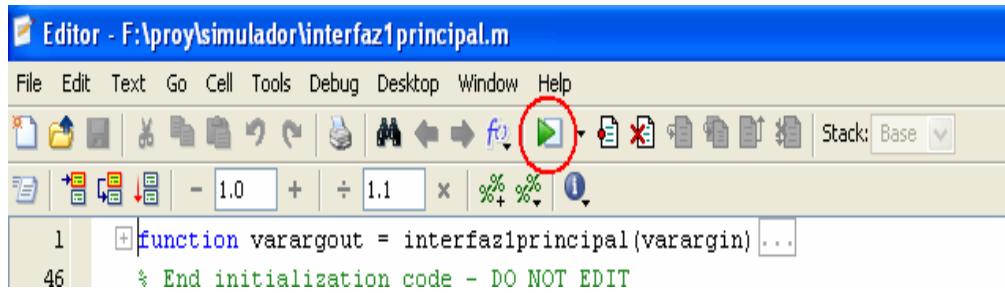 Editor - F:\proy\simulador\interfaz1principal.m
File Edit Text Go Cell Tools Debug Desktop Window Help
Stack: Base
- 1.0 + ÷ 1.1 ×
1 function varargout = interfaz1principal(varargin)...
46 % End initialization code - DO NOT EDIT